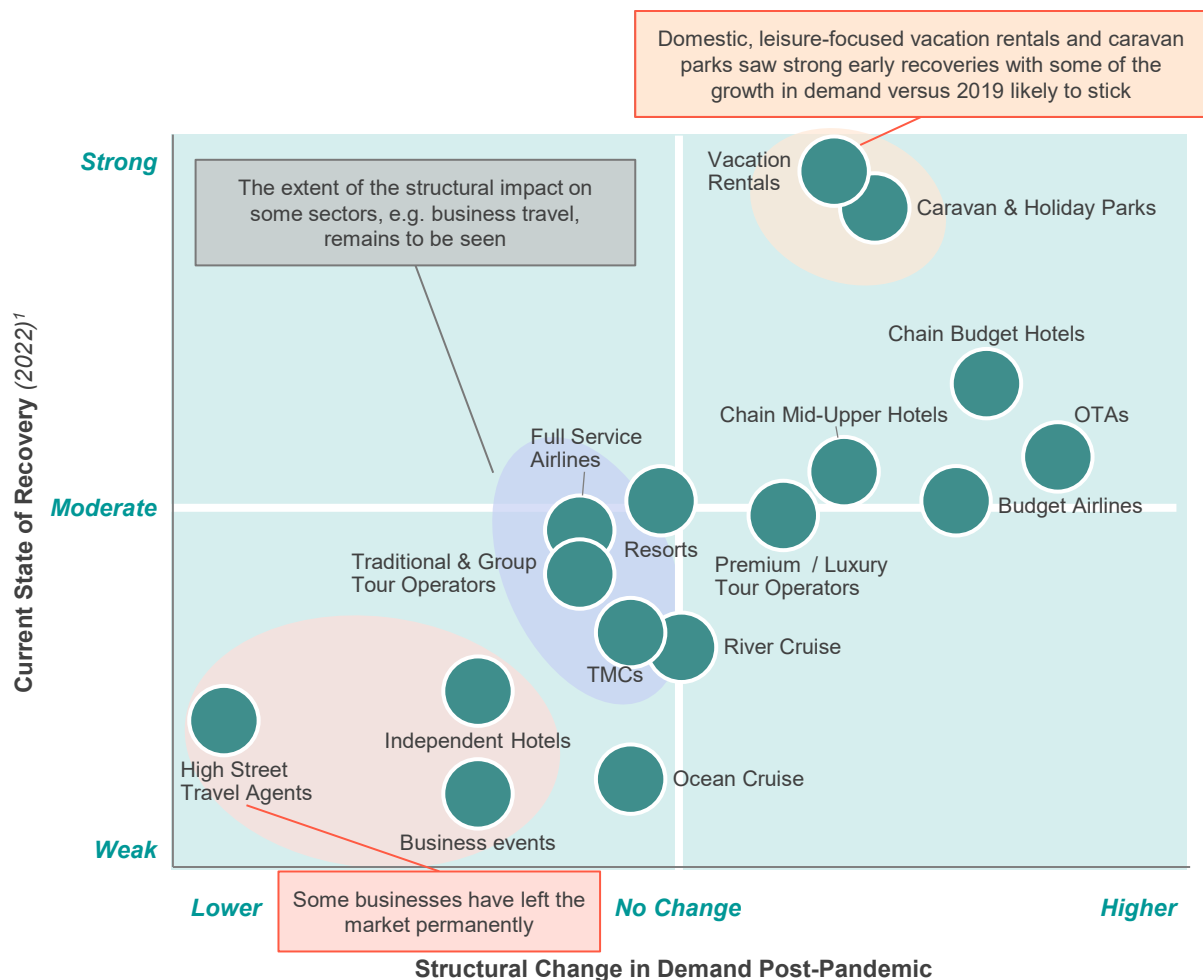 Domestic, leisure-focused vacation rentals and caravan
parks saw strong early recoveries with some of the
growth in demand versus 2019 likely to stick
Strong
The extent of the structural impact on
some sectors, e.g. business travel,
remains to be seen
Vacation
Rentals
Caravan & Holiday Parks
Current State of Recovery (2022)¹
Chain Budget Hotels
Chain Mid-Upper Hotels
OTAs
Full Service
Airlines
Moderate
Budget Airlines
Resorts
Traditional & Group
Tour Operators
Premium / Luxury
Tour Operators
River Cruise
TMCs
Independent Hotels
High Street
Travel Agents
Ocean Cruise
Business events
Weak
Lower
Some businesses have left the
market permanently
No Change
Higher
Structural Change in Demand Post-Pandemic